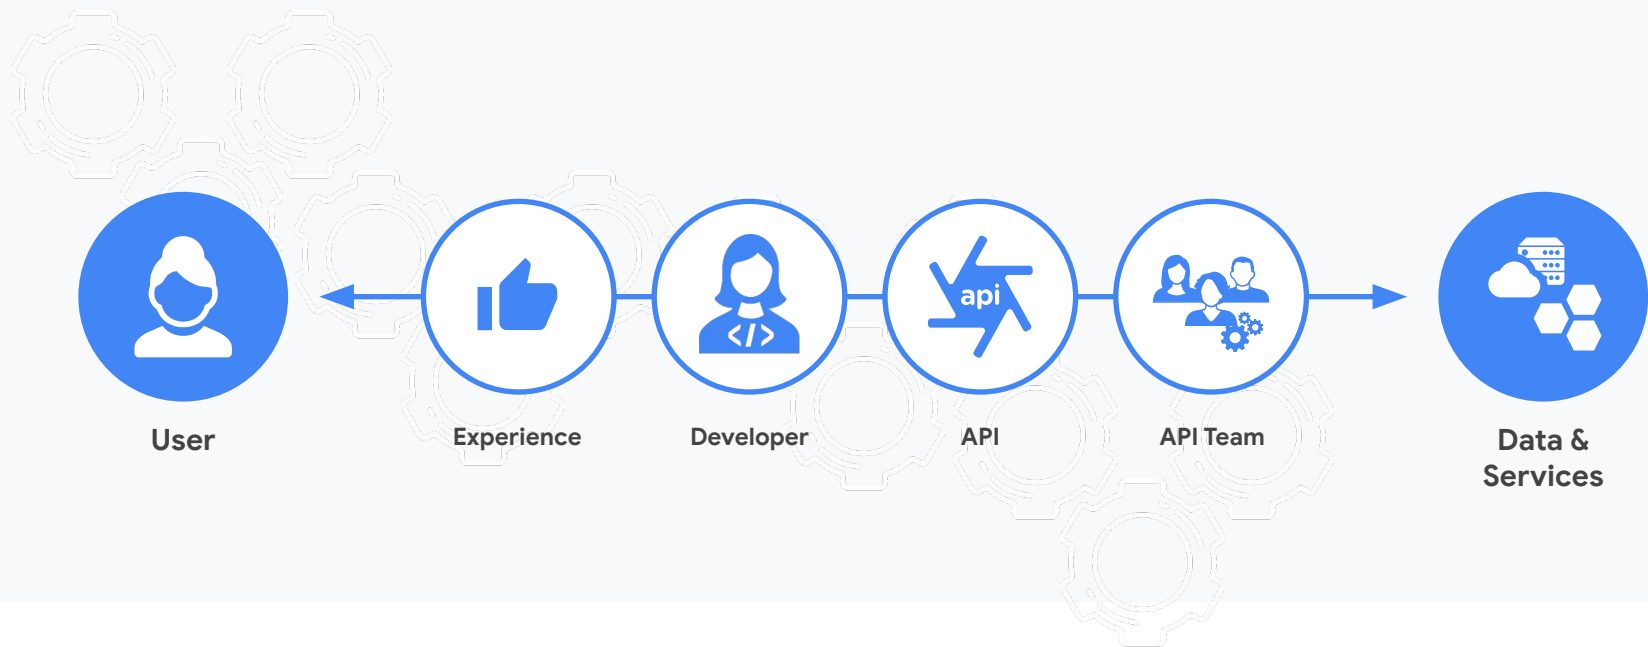 </>
api
User
Experience
Developer
API
API Team
Data &
Services